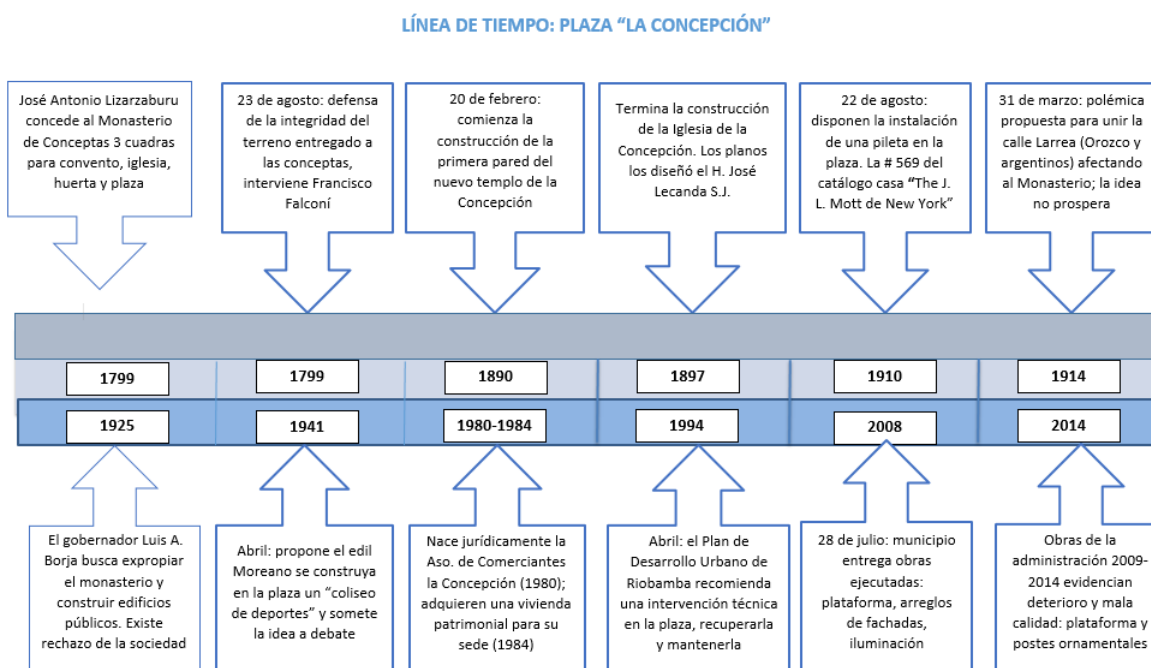 LÍNEA DE TIEMPO: PLAZA “LA CONCEPCIÓN”
José Antonio Lizarzaburu
concede al Monasterio
de Conceptas 3 cuadras
para convento, iglesia,
huerta y plaza
23 de agosto: defensa
de la integridad del
terreno entregado a
las conceptas,
interviene Francisco
Falconí
20 de febrero:
comienza la
construcción de la
primera pared del
nuevo templo de la
Concepción
Termina la construcción
de la Iglesia de la
Concepción. Los planos
los diseñó el H. José
Lecanda S.J.
22 de agosto:
disponen la instalación
de una pileta en la
plaza. La # 569 del
catálogo casa “The J.
L. Mott de New York”
31 de marzo: polémica
propuesta para unir la
calle Larrea (Orozco y
argentinos) afectando
al Monasterio; la idea
no prospera
1799
1799
1890
1897
1910
1914
1925
1941
1980-1984
1994
2008
2014
El gobernador Luis A.
Borja busca expropiar
el monasterio y
construir edificios
públicos. Existe
rechazo de la sociedad
Abril: propone el edil
Moreano se construya
en la plaza un “coliseo
de deportes” y somete
la idea a debate
Nace jurídicamente la
Aso. de Comerciantes
la Concepción (1980);
adquieren una vivienda
patrimonial para su
sede (1984)
Abril: el Plan de
Desarrollo Urbano de
Riobamba recomienda
una intervención técnica
en la plaza, recuperarla
y mantenerla
28 de julio: municipio
entrega obras
ejecutadas:
plataforma, arreglos
de fachadas,
iluminación
Obras de la
administración 2009-
2014 evidencian
deterioro y mala
calidad: plataforma y
postes ornamentales